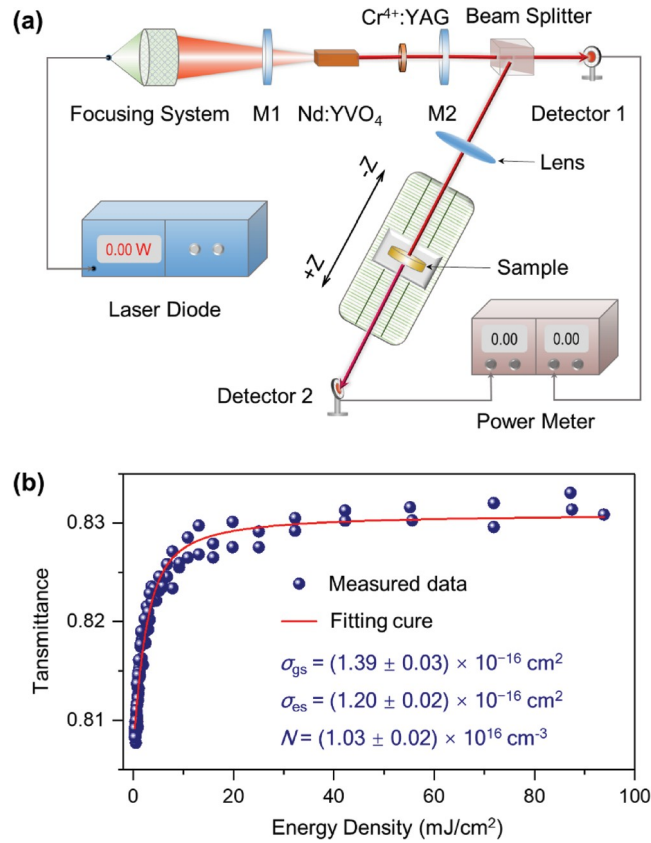 (a)
Cr⁴⁺:YAG
Beam Splitter
Focusing System
M1
Nd:YVO₄
M2
Detector 1
Lens
-Z
+Z
0.00 W
Sample
Laser Diode
0.00
0.00
Detector 2
Power Meter
(b)
Tansmittance
0.83
0.82
0.81
Measured data
Fitting cure
σgs = (1.39 ± 0.03) × 10⁻¹⁶ cm²
σes = (1.20 ± 0.02) × 10⁻¹⁶ cm²
N = (1.03 ± 0.02) × 10¹⁶ cm⁻³
0 20 40 60 80 100
Energy Density (mJ/cm²)